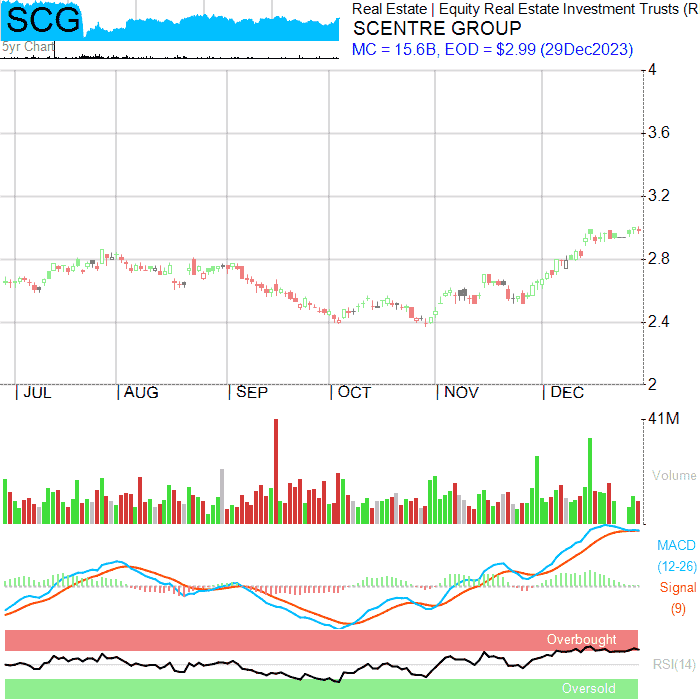 SCG
5yr Chart
Real Estate | Equity Real Estate Investment Trusts (R
SCENTRE GROUP
MC = 15.6B, EOD = $2.99 (29Dec2023)
4
3.6
3.2
2.8
2.4
2
JUL AUG SEP OCT NOV DEC
41M
Volume
MACD
(12-26)
Signal
(9)
Overbought
RSI(14)
Oversold